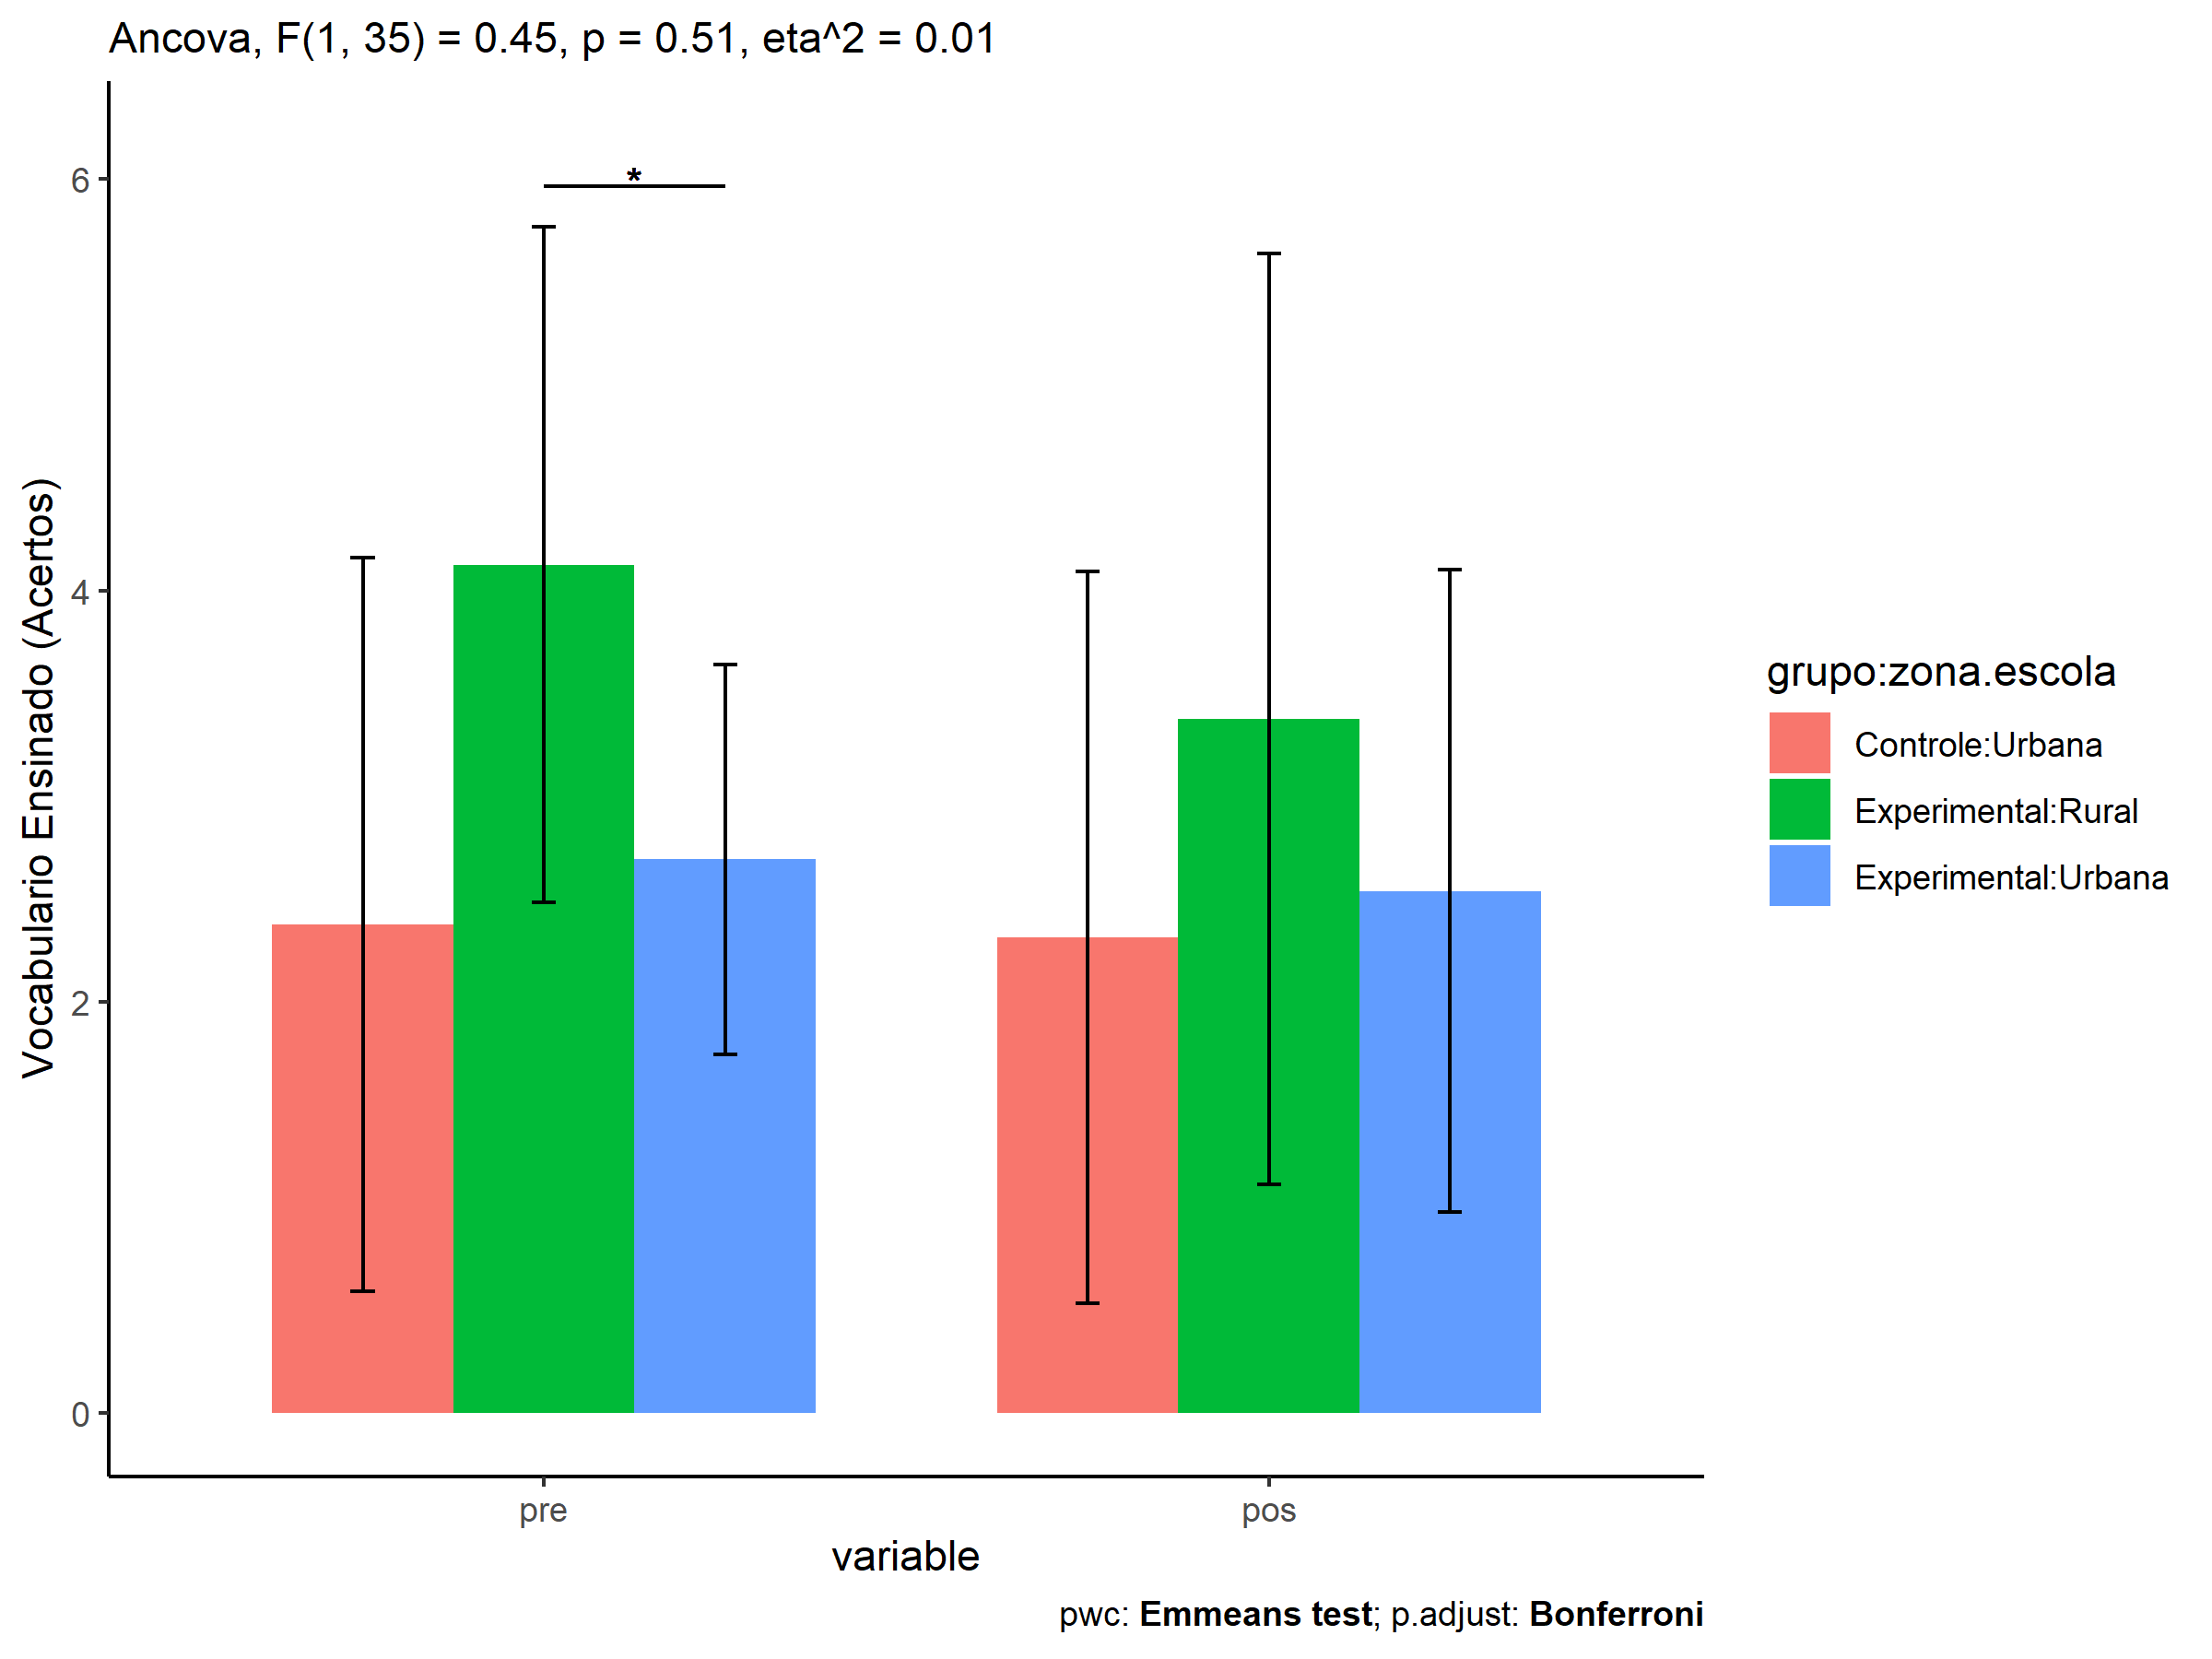 Ancova, F(1, 35) = 0.45, p = 0.51, eta^2 = 0.01
Vocabulario Ensinado (Acertos)
6
4
2
0
*
pre
pos
variable
grupo:zona.escola
Controle:Urbana
Experimental:Rural
Experimental:Urbana
pwc: Emmeans test; p.adjust: Bonferroni